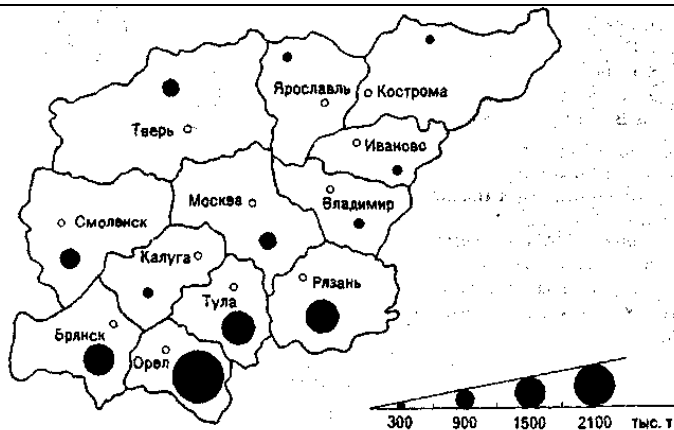 Ярославль
Кострома
Тверь
Иваново
Москва
Владимир
Смоленск
Калуга
Рязань
Тула
Брянск
Орел
300 900 1500 2100 тыс. т